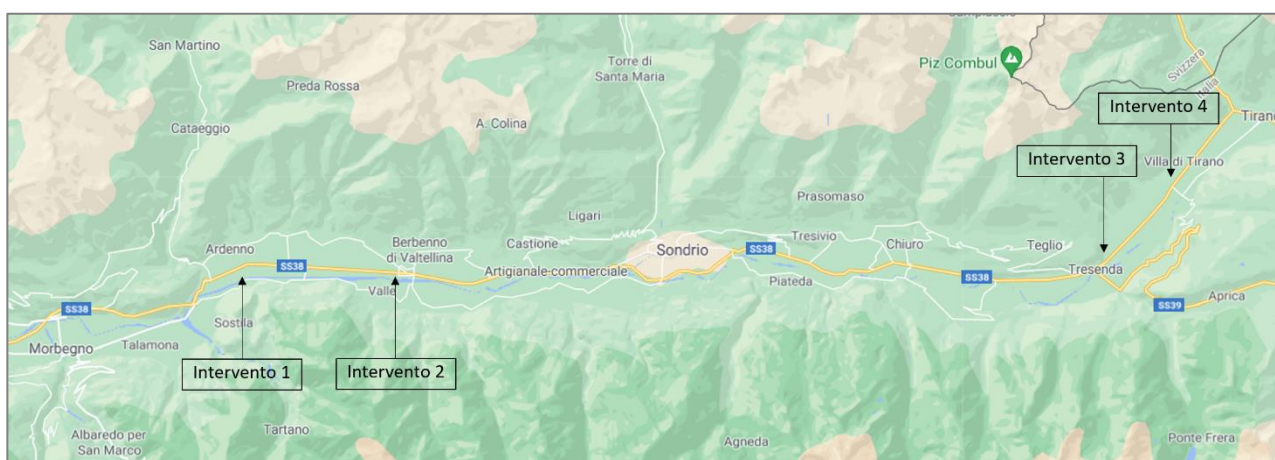 Campiascio
San Martino
Torre di
Santa Maria
Piz Combul
Svizzera
Italia
Preda Rossa
Intervento 4
Tirano
Cataeggio
A. Colina
Intervento 3
Villa di Tirano
Prasomaso
Ligari
Ardenno
Berbenno
di Valtellina
Castione
Sondrio
SS38
Tresivio
Chiuro
Teglio
SS38
Artigianale-commerciale
SS38
Tresenda
Valle
Piateda
SS38
SS39
Aprica
Sostila
Morbegno
Talamona
Intervento 1
Intervento 2
Tartano
Albaredo per
San Marco
Agneda
Ponte Frera